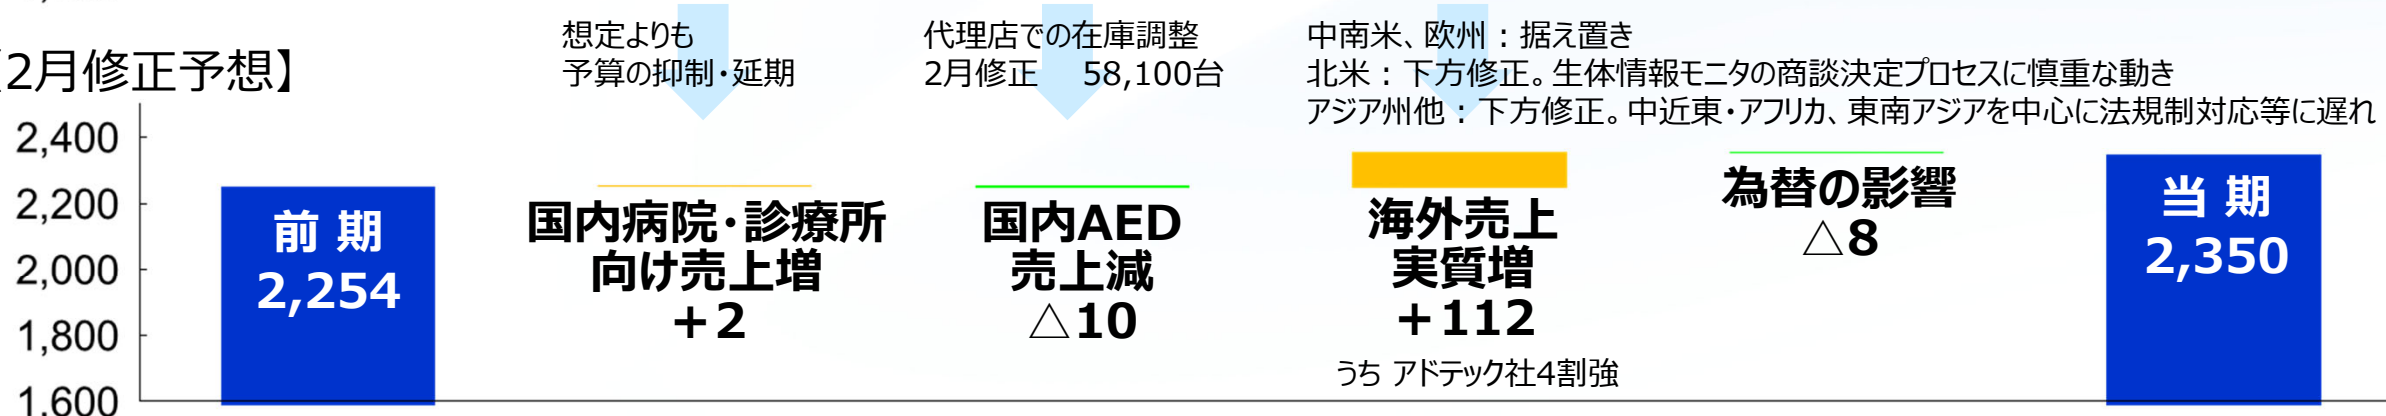 想定よりも
予算の抑制・延期
代理店での在庫調整
2月修正　58,100台
中南米、欧州：据え置き
北米：下方修正。生体情報モニタの商談決定プロセスに慎重な動き
アジア州他：下方修正。中近東・アフリカ、東南アジアを中心に法規制対応等に遅れ
2月修正予想】
2,400
2,200
2,000
1,800
1,600
前 期
2,254
国内病院・診療所
向け売上増
＋2
国内AED
売上減
△10
海外売上
実質増
＋112
うち アドテック社4割強
為替の影響
△8
当 期
2,350